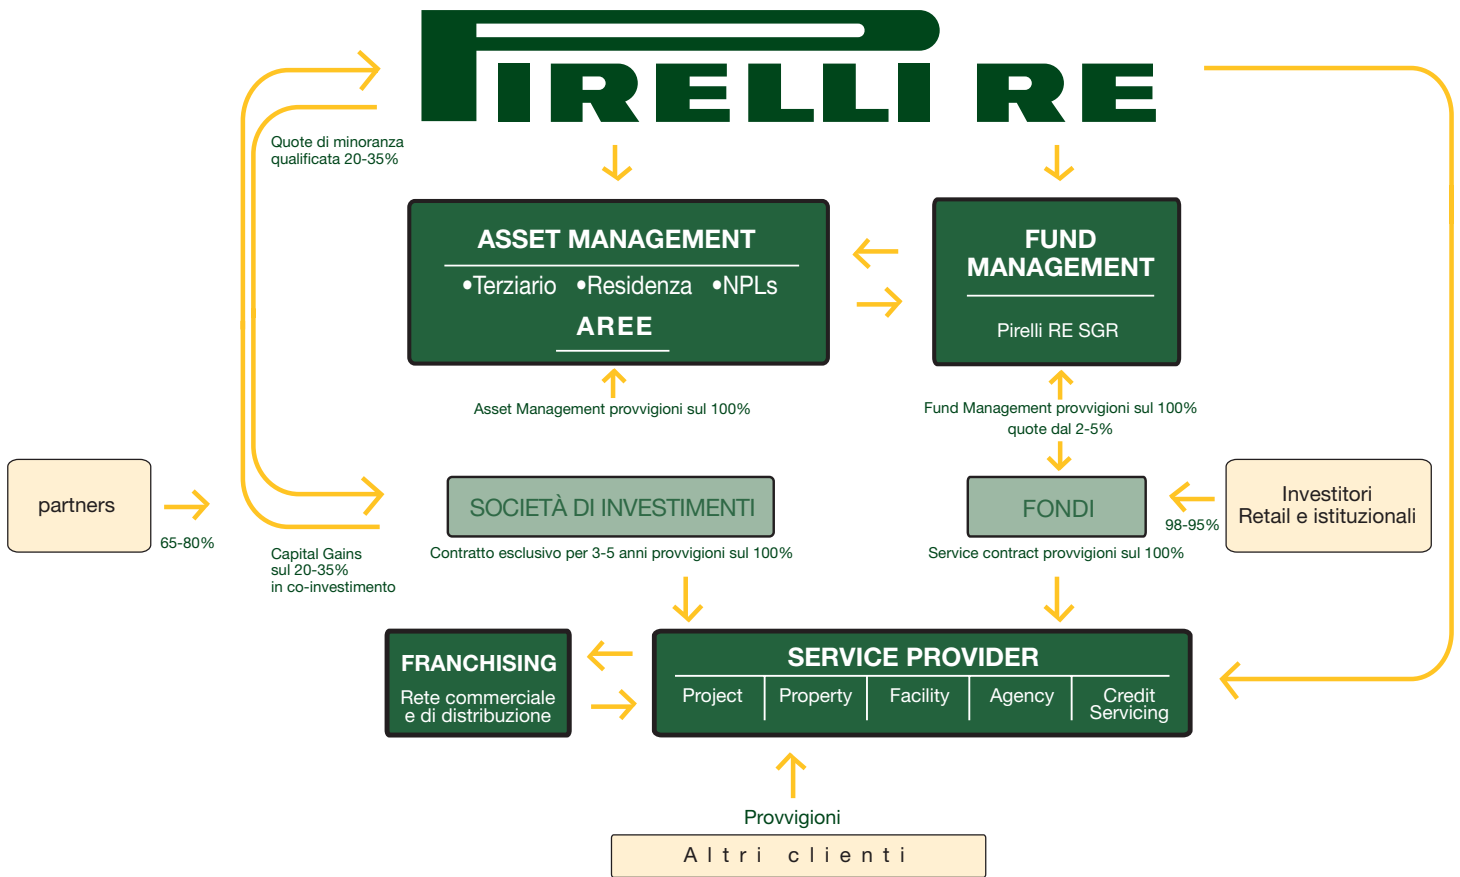 PIRELLI RE
Quote di minoranza
qualificata 20-35%
ASSET MANAGEMENT
•Terziario •Residenza •NPLs
AREE
FUND
MANAGEMENT
Pirelli RE SGR
Asset Management provvigioni sul 100%
Fund Management provvigioni sul 100%
quote dal 2-5%
partners
65-80%
SOCIETÀ DI INVESTIMENTI
FONDI
98-95%
Investitori
Retail e istituzionali
Capital Gains
sul 20-35%
in co-investimento
Contratto esclusivo per 3-5 anni provvigioni sul 100%
Service contract provvigioni sul 100%
FRANCHISING
Rete commerciale
e di distribuzione
SERVICE PROVIDER
Project
Property
Facility
Agency
Credit
Servicing
Provvigioni
Altri clienti